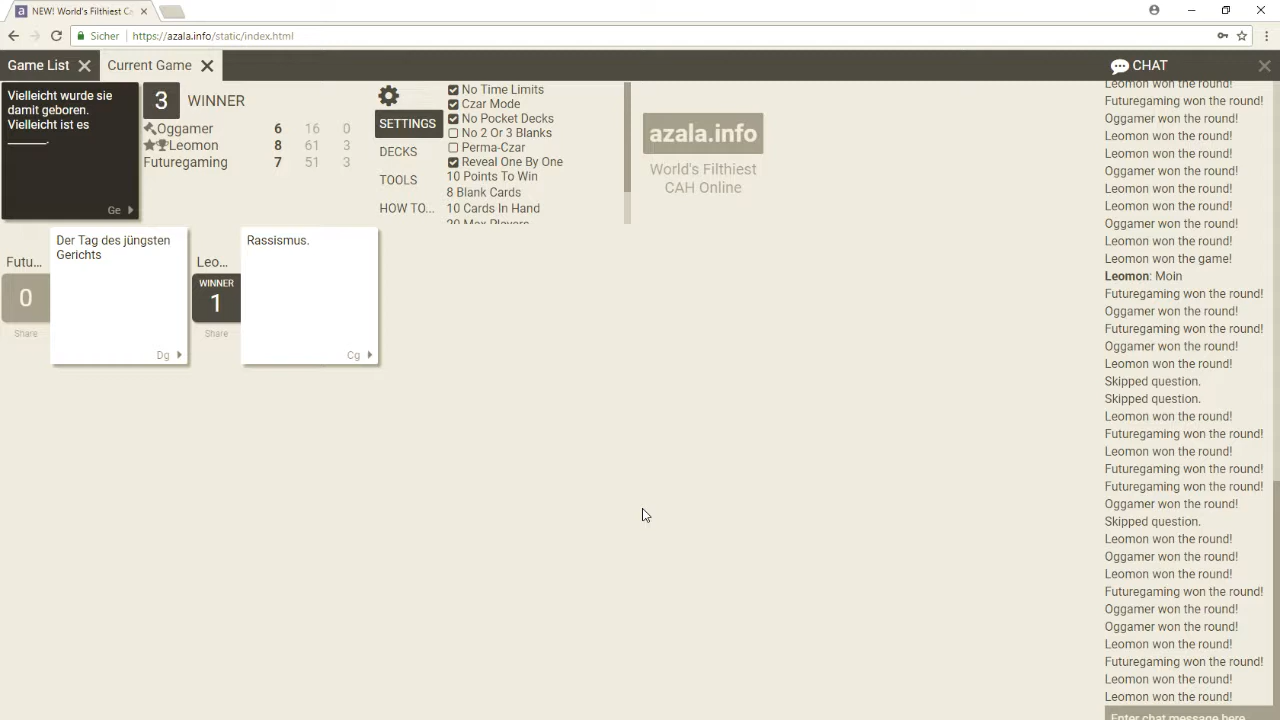 NEW! World's Filthiest C
Sicher https://azala.info/static/index.html
Game List
Current Game
CHAT
Vielleicht wurde sie
damit geboren.
Vielleicht ist es
______.
Ge
3 WINNER
Oggamer 6 16 0
Leomon 8 61 3
Futuregaming 7 51 3
SETTINGS
DECKS
TOOLS
HOW TO...
No Time Limits
Czar Mode
No Pocket Decks
No 2 Or 3 Blanks
Perma-Czar
Reveal One By One
10 Points To Win
8 Blank Cards
10 Cards In Hand
20 Max Players
azala.info
World's Filthiest
CAH Online
Futu...
0
Share
Der Tag des jüngsten
Gerichts
Dg
Leo...
WINNER
1
Share
Rassismus.
Cg
Leomon won the round!
Futuregaming won the round!
Oggamer won the round!
Leomon won the round!
Leomon won the round!
Oggamer won the round!
Leomon won the round!
Leomon won the round!
Oggamer won the round!
Leomon won the round!
Leomon won the game!
Leomon: Moin
Futuregaming won the round!
Oggamer won the round!
Futuregaming won the round!
Oggamer won the round!
Leomon won the round!
Skipped question.
Skipped question.
Leomon won the round!
Futuregaming won the round!
Leomon won the round!
Futuregaming won the round!
Futuregaming won the round!
Oggamer won the round!
Skipped question.
Leomon won the round!
Oggamer won the round!
Leomon won the round!
Futuregaming won the round!
Oggamer won the round!
Oggamer won the round!
Leomon won the round!
Futuregaming won the round!
Leomon won the round!
Leomon won the round!
Enter chat message here